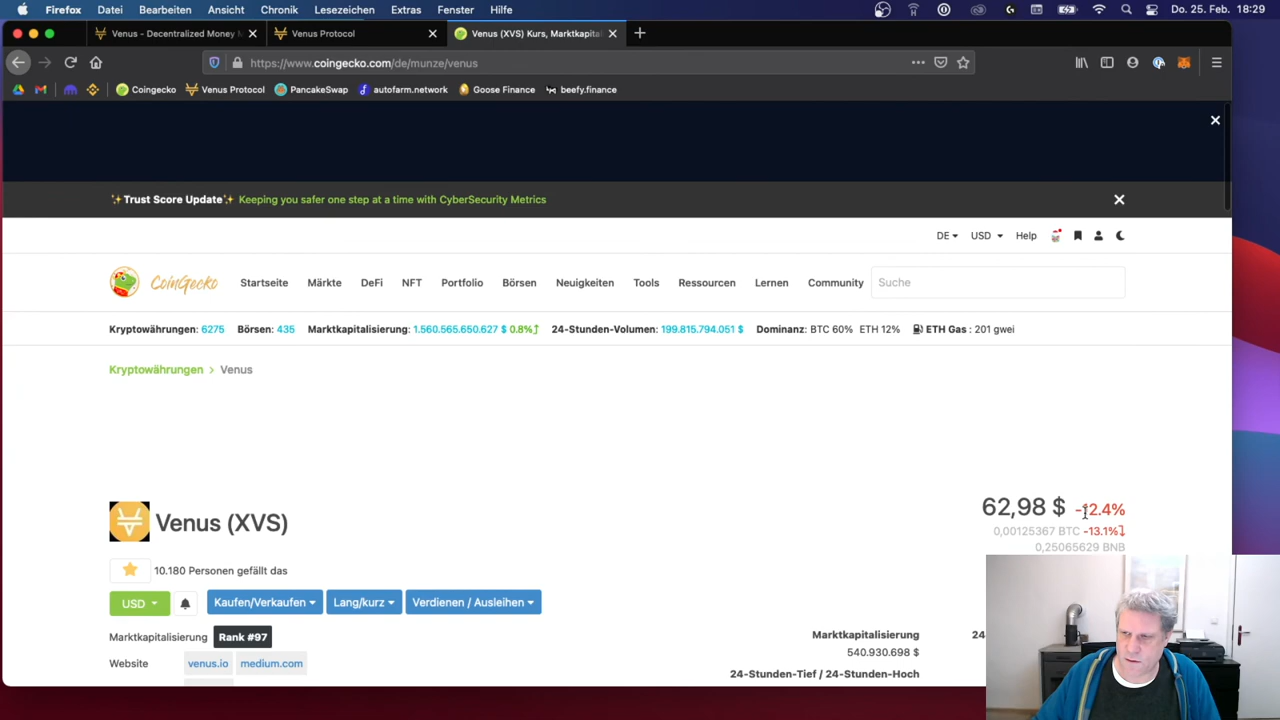 Firefox Datei Bearbeiten Ansicht Chronik Lesezeichen Extras Fenster Hilfe Do. 25. Feb. 18:29
Venus - Decentralized Money M Venus Protocol Venus (XVS) Kurs, Marktkapital
https://www.coingecko.com/de/munze/venus
Coingecko Venus Protocol PancakeSwap autofarm.network Goose Finance beefy.finance
✨Trust Score Update✨ Keeping you safer one step at a time with CyberSecurity Metrics
DE USD Help
CoinGecko Startseite Märkte DeFi NFT Portfolio Börsen Neuigkeiten Tools Ressourcen Lernen Community Suche
Kryptowährungen: 6275 Börsen: 435 Marktkapitalisierung: 1.560.565.650.627 $ 0.8% 24-Stunden-Volumen: 199.815.794.051 $ Dominanz: BTC 60% ETH 12% ETH Gas : 201 gwei
Kryptowährungen > Venus
62,98 $ -12.4%
Venus (XVS)
0,00125367 BTC -13.1%
0,25065629 BNB
10.180 Personen gefällt das
USD Kaufen/Verkaufen Lang/kurz Verdienen / Ausleihen
Marktkapitalisierung Rank #97 Marktkapitalisierung 24
540.930.698 $
Website venus.io medium.com
24-Stunden-Tief / 24-Stunden-Hoch